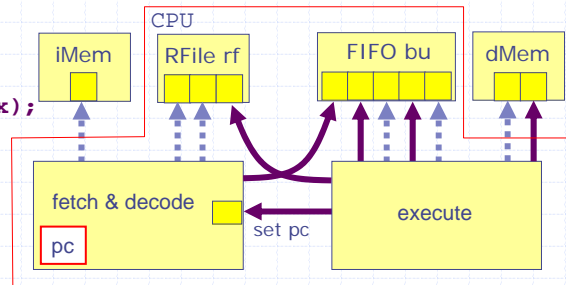 CPU
iMem
RFile rf
FIFO bu
dMem
x);
fetch & decode
pc
set pc
execute